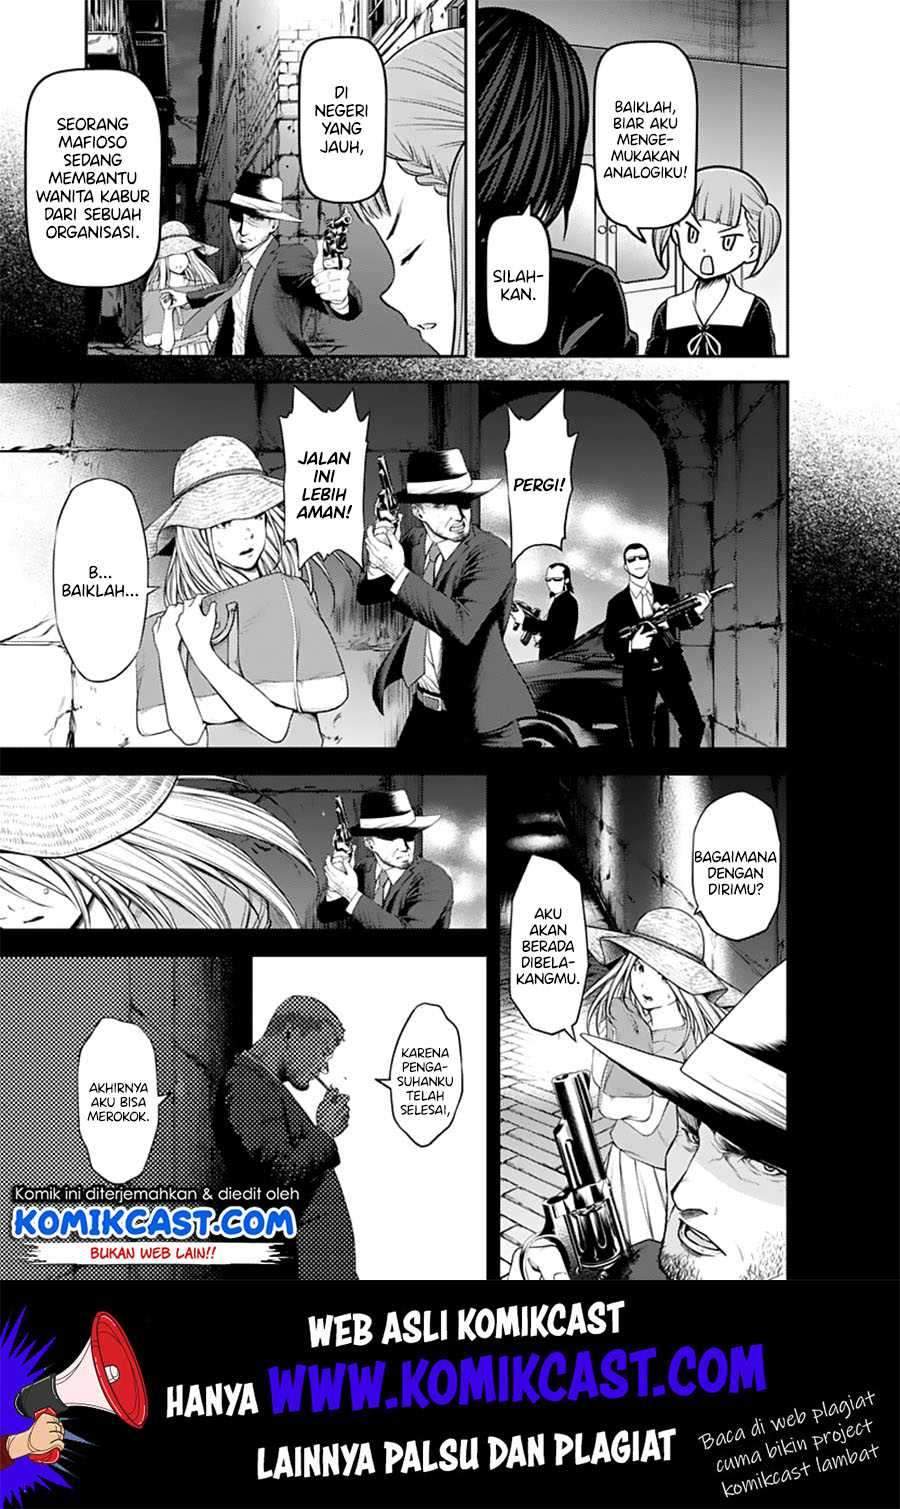 BAIKLAH,
BIAR AKU
MENGE-
MUKAKAN
ANALOGIKU!
SILAH-
KAN.
DI
NEGERI
YANG
JAUH,
SEORANG
MAFIOSO
SEDANG
MEMBANTU
WANITA KABUR
DARI SEBUAH
ORGANISASI.
PERGI!
JALAN
INI
LEBIH
AMAN!
B...
BAIKLAH...
BAGAIMANA
DENGAN
DIRIMU?
AKU
AKAN
BERADA
DIBELA-
KANGMU.
KARENA
PENGA-
SUHANKU
TELAH
SELESAI,
AKHIRNYA
AKU BISA
MEROKOK.
Komik ini diterjemahkan & diedit oleh
KOMIKCAST.COM
BUKAN WEB LAIN!!
WEB ASLI KOMIKCAST
HANYA WWW.KOMIKCAST.COM
LAINNYA PALSU DAN PLAGIAT
Baca di web plagiat
cuma bikin project
komikcast lambat